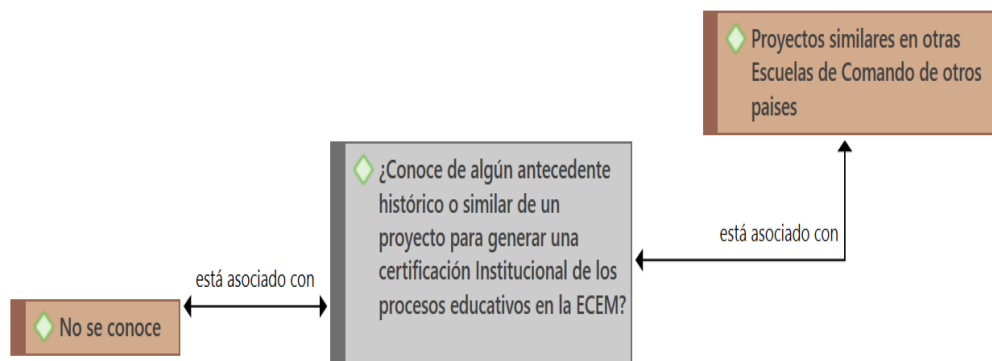 Proyectos similares en otras
Escuelas de Comando de otros
paises
¿Conoce de algún antecedente
histórico o similar de un
proyecto para generar una
certificación Institucional de los
procesos educativos en la ECEM?
está asociado con
está asociado con
No se conoce